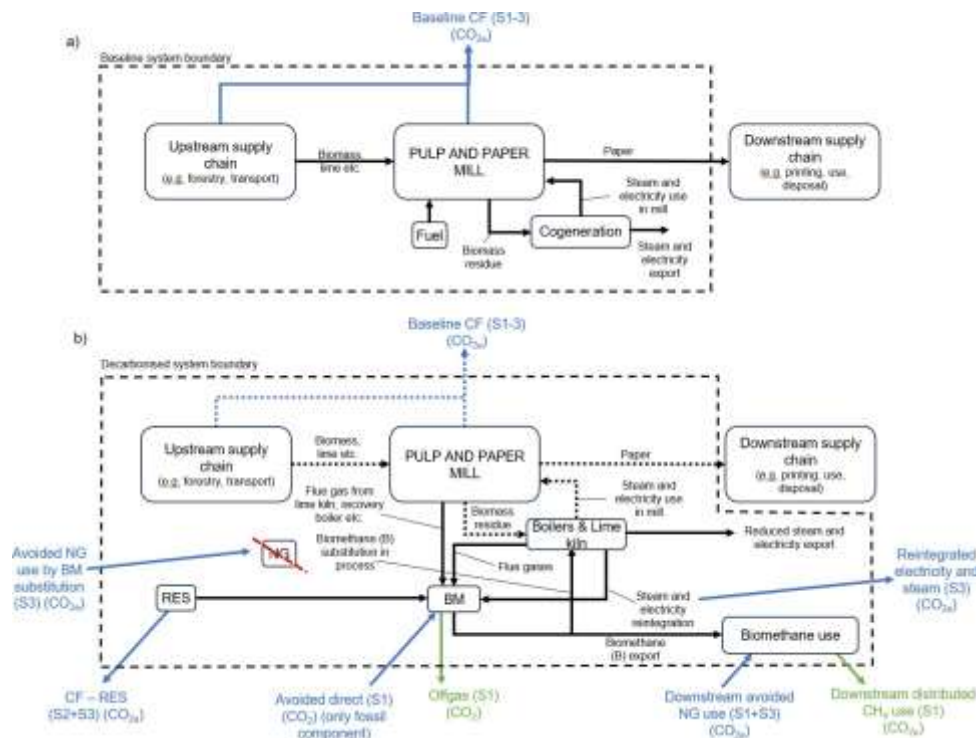 Baseline CF (S1-3)
(CO2e)
a)
Baseline system boundary
Upstream supply
chain
(e.g. forestry, transport)
Biomass
lime etc
PULP AND PAPER
MILL
Paper
Downstream supply
chain
(e.g. printing, use,
disposal)
Steam and
electricity use
in mill
Fuel
Biomass
residue
Cogeneration
Steam and
electricity
export
b)
Baseline CF (S1-3)
(CO2e)
Decarbonised system boundary
Upstream supply
chain
(e.g. forestry, transport)
Biomass,
lime etc.
PULP AND PAPER
MILL
Paper
Downstream supply
chain
(e.g. printing, use,
disposal)
Flue gas from
lime kiln, recovery
boiler etc.
Biomass
residue
Steam and
electricity use
in mill
Boilers & Lime
kiln
Reduced steam and
electricity export
Biomethane (B)
substitution in
process
Flue gases
Avoided NG
use by BM
substitution
(S3) (CO2e)
NG
Reintegrated
electricity and
steam (S3)
(CO2e)
RES
BM
Steam and
electricity
reintegration
Biomethane
(B) export
Biomethane use
CF – RES
(S2+S3) (CO2e)
Avoided direct (S1)
(CO2) (only fossil
component)
Offgas (S1)
(CO2)
Downstream avoided
NG use (S1+S3)
(CO2e)
Downstream distributed
CH4 use (S1)
(CO2e)